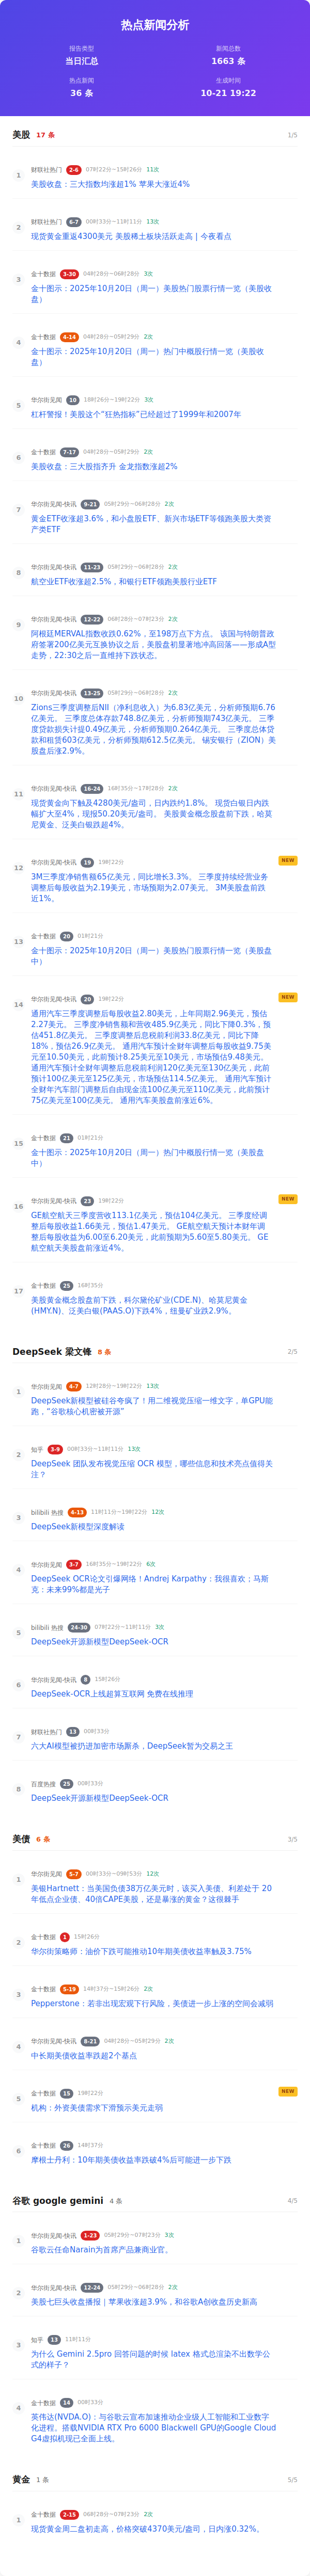 热点新闻分析
报告类型
新闻总数
当日汇总
1663 条
热点新闻
生成时间
36 条
10-21 19:22
美股 17 条 1/5
1
财联社热门 2-6 07时22分~15时26分 11次
美股收盘：三大指数均涨超1% 苹果大涨近4%
2
财联社热门 6-7 00时33分~11时11分 13次
现货黄金重返4300美元 美股稀土板块活跃走高 | 今夜看点
3
金十数据 3-30 04时28分~06时28分 3次
金十图示：2025年10月20日（周一）美股热门股票行情一览（美股收
盘）
4
金十数据 4-14 04时28分~05时29分 2次
金十图示：2025年10月20日（周一）热门中概股行情一览（美股收
盘）
5
华尔街见闻 10 18时26分~19时22分 3次
杠杆警报！美股这个“狂热指标”已经超过了1999年和2007年
6
金十数据 7-17 04时28分~05时29分 2次
美股收盘：三大股指齐升 金龙指数涨超2%
7
华尔街见闻-快讯 9-21 05时29分~06时28分 2次
黄金ETF收涨超3.6%，和小盘股ETF、新兴市场ETF等领跑美股大类资
产类ETF
8
华尔街见闻-快讯 11-23 05时29分~06时28分 2次
航空业ETF收涨超2.5%，和银行ETF领跑美股行业ETF
9
华尔街见闻-快讯 12-22 06时28分~07时23分 2次
阿根廷MERVAL指数收跌0.62%，至198万点下方点。 该国与特朗普政
府签署200亿美元互换协议之后，美股盘初显著地冲高回落——形成A型
走势，22:30之后一直维持下跌状态。
10
华尔街见闻-快讯 13-25 05时29分~06时28分 2次
Zions三季度调整后NII（净利息收入）为6.83亿美元，分析师预期6.76
亿美元。 三季度总体存款748.8亿美元，分析师预期743亿美元。 三季
度贷款损失计提0.49亿美元，分析师预期0.264亿美元。 三季度总体贷
款和租赁603亿美元，分析师预期612.5亿美元。 锡安银行（ZION）美
股盘后涨2.9%。
11
华尔街见闻-快讯 16-24 16时35分~17时28分 2次
现货黄金向下触及4280美元/盎司，日内跌约1.8%。 现货白银日内跌
幅扩大至4%，现报50.20美元/盎司。 美股黄金概念股盘前下跌，哈莫
尼黄金、泛美白银跌超4%。
12
华尔街见闻-快讯 19 19时22分
NEW
3M三季度净销售额65亿美元，同比增长3.3%。 三季度持续经营业务
调整后每股收益为2.19美元，市场预期为2.07美元。 3M美股盘前跌
近1%。
13
金十数据 20 01时21分
金十图示：2025年10月20日（周一）美股热门股票行情一览（美股盘
中）
14
华尔街见闻-快讯 20 19时22分
NEW
通用汽车三季度调整后每股收益2.80美元，上年同期2.96美元，预估
2.27美元。 三季度净销售额和营收485.9亿美元，同比下降0.3%，预
估451.8亿美元。 三季度调整后息税前利润33.8亿美元，同比下降
18%，预估26.9亿美元。 通用汽车预计全年调整后每股收益9.75美
元至10.50美元，此前预计8.25美元至10美元，市场预估9.48美元。
通用汽车预计全财年调整后息税前利润120亿美元至130亿美元，此前
预计100亿美元至125亿美元，市场预估114.5亿美元。 通用汽车预计
全财年汽车部门调整后自由现金流100亿美元至110亿美元，此前预计
75亿美元至100亿美元。 通用汽车美股盘前涨近6%。
15
金十数据 21 01时21分
金十图示：2025年10月20日（周一）热门中概股行情一览（美股盘
中）
16
华尔街见闻-快讯 23 19时22分
NEW
GE航空航天三季度营收113.1亿美元，预估104亿美元。 三季度经调
整后每股收益1.66美元，预估1.47美元。 GE航空航天预计本财年调
整后每股收益为6.00至6.20美元，此前预期为5.60至5.80美元。 GE
航空航天美股盘前涨近4%。
17
金十数据 25 16时35分
美股黄金概念股盘前下跌，科尔黛伦矿业(CDE.N)、哈莫尼黄金
(HMY.N)、泛美白银(PAAS.O)下跌4%，纽曼矿业跌2.9%。
DeepSeek 梁文锋 8 条 2/5
1
华尔街见闻 4-7 12时28分~19时22分 13次
DeepSeek新模型被硅谷夸疯了！用二维视觉压缩一维文字，单GPU能
跑，“谷歌核心机密被开源”
2
知乎 3-9 00时33分~11时11分 13次
DeepSeek 团队发布视觉压缩 OCR 模型，哪些信息和技术亮点值得关
注？
3
bilibili 热搜 4-13 11时11分~19时22分 12次
DeepSeek新模型深度解读
4
华尔街见闻 3-7 16时35分~19时22分 6次
DeepSeek OCR论文引爆网络！Andrej Karpathy：我很喜欢；马斯
克：未来99%都是光子
5
bilibili 热搜 24-30 07时22分~11时11分 3次
DeepSeek开源新模型DeepSeek-OCR
6
华尔街见闻-快讯 8 15时26分
DeepSeek-OCR上线超算互联网 免费在线推理
7
财联社热门 13 00时33分
六大AI模型被扔进加密市场厮杀，DeepSeek暂为交易之王
8
百度热搜 25 00时33分
DeepSeek开源新模型DeepSeek-OCR
美债 6 条 3/5
1
华尔街见闻 5-7 00时33分~09时53分 12次
美银Hartnett：当美国负债38万亿美元时，该买入美债、利差处于 20
年低点企业债、40倍CAPE美股，还是暴涨的黄金？这很棘手
2
金十数据 1 15时26分
华尔街策略师：油价下跌可能推动10年期美债收益率触及3.75%
3
金十数据 5-19 14时37分~15时26分 2次
Pepperstone：若非出现宏观下行风险，美债进一步上涨的空间会减弱
4
华尔街见闻-快讯 8-21 04时28分~05时29分 2次
中长期美债收益率跌超2个基点
5
金十数据 15 19时22分
NEW
机构：外资美债需求下滑预示美元走弱
6
金十数据 26 14时37分
摩根士丹利：10年期美债收益率跌破4%后可能进一步下跌
谷歌 google gemini 4 条 4/5
1
华尔街见闻-快讯 1-23 05时29分~07时23分 3次
谷歌云任命Narain为首席产品兼商业官。
2
华尔街见闻-快讯 12-24 05时29分~06时28分 2次
美股七巨头收盘播报 | 苹果收涨超3.9%，和谷歌A创收盘历史新高
3
知乎 13 11时11分
为什么 Gemini 2.5pro 回答问题的时候 latex 格式总渲染不出数学公
式的样子？
4
金十数据 14 00时33分
英伟达(NVDA.O)：与谷歌云宣布加速推动企业级人工智能和工业数字
化进程。搭载NVIDIA RTX Pro 6000 Blackwell GPU的Google Cloud
G4虚拟机现已全面上线。
黄金 1 条 5/5
1
金十数据 2-15 06时28分~07时23分 2次
现货黄金周二盘初走高，价格突破4370美元/盎司，日内涨0.32%。